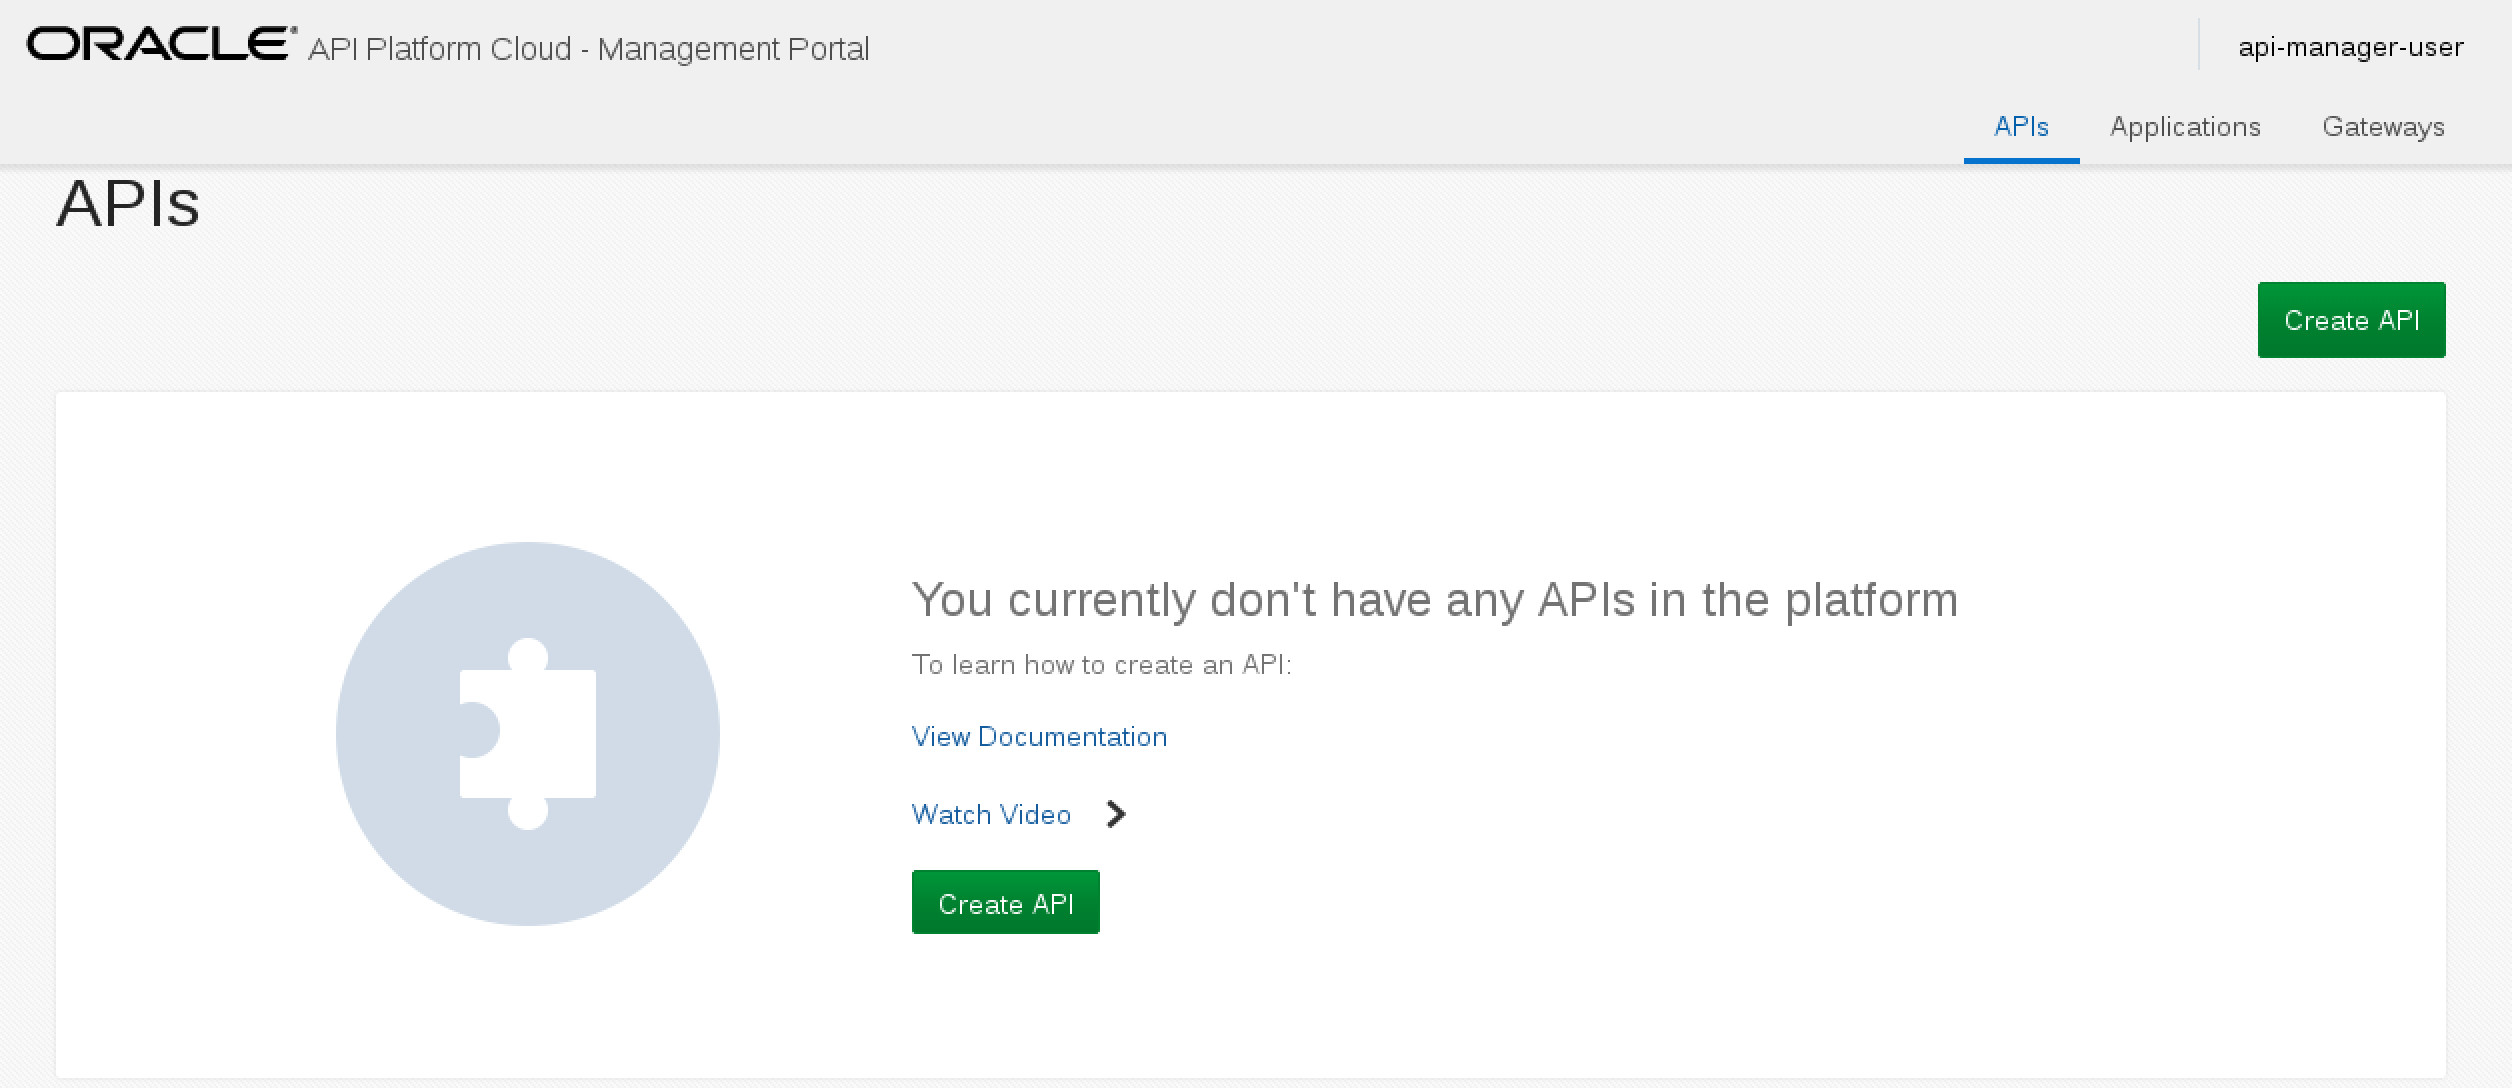 ORACLE® API Platform Cloud - Management Portal
api-manager-user
APIs Applications Gateways
APIs
Create API
You currently don't have any APIs in the platform
To learn how to create an API:
View Documentation
Watch Video
Create API